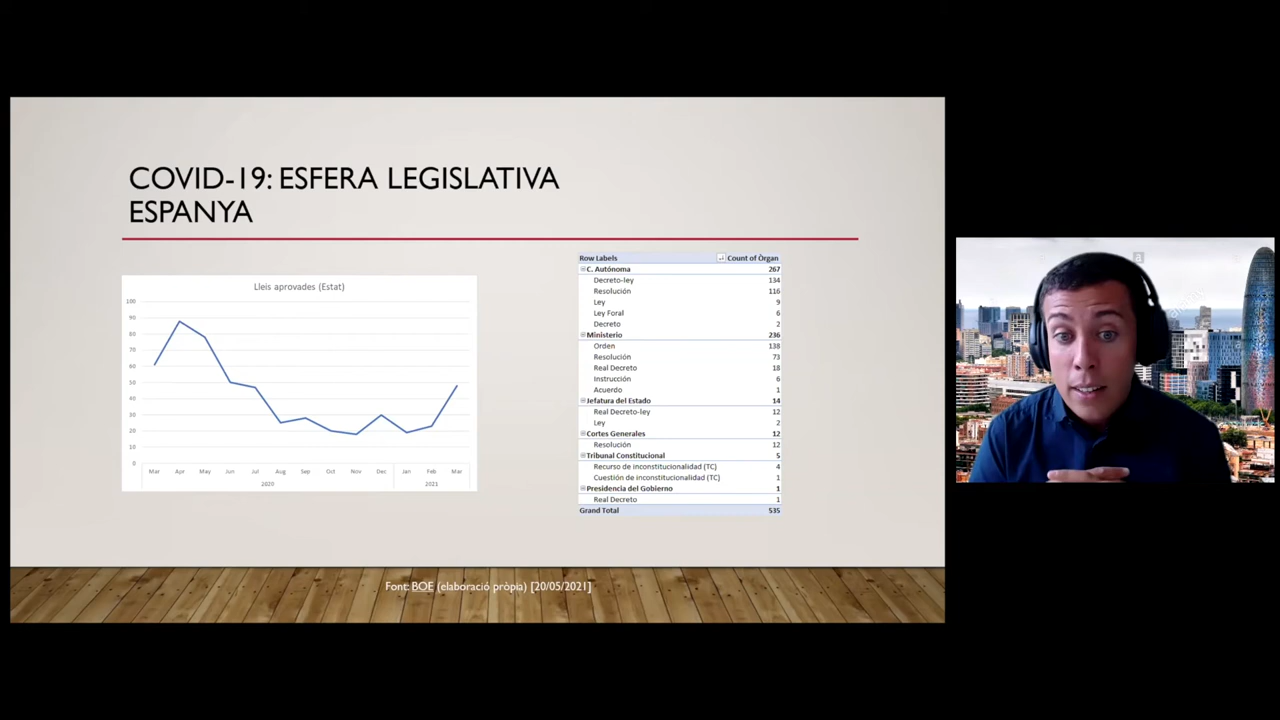 COVID-19: ESFERA LEGISLATIVA
ESPANYA
Lleis aprovades (Estat)
100
90
80
70
60
50
40
30
20
10
0
Mar Apr May Jun Jul Aug Sep Oct Nov Dec Jan Feb Mar
2020 2021
Row Labels Count of Òrgan
C. Autónoma 267
Decreto-ley 134
Resolución 116
Ley 9
Ley Foral 6
Decreto 2
Ministerio 236
Orden 138
Resolución 73
Real Decreto 18
Instrucción 6
Acuerdo 1
Jefatura del Estado 14
Real Decreto-ley 12
Ley 2
Cortes Generales 12
Resolución 12
Tribunal Constitucional 5
Recurso de inconstitucionalidad (TC) 4
Cuestión de inconstitucionalidad (TC) 1
Presidencia del Gobierno 1
Real Decreto 1
Grand Total 535
Font: BOE (elaboració pròpia) [20/05/2021]